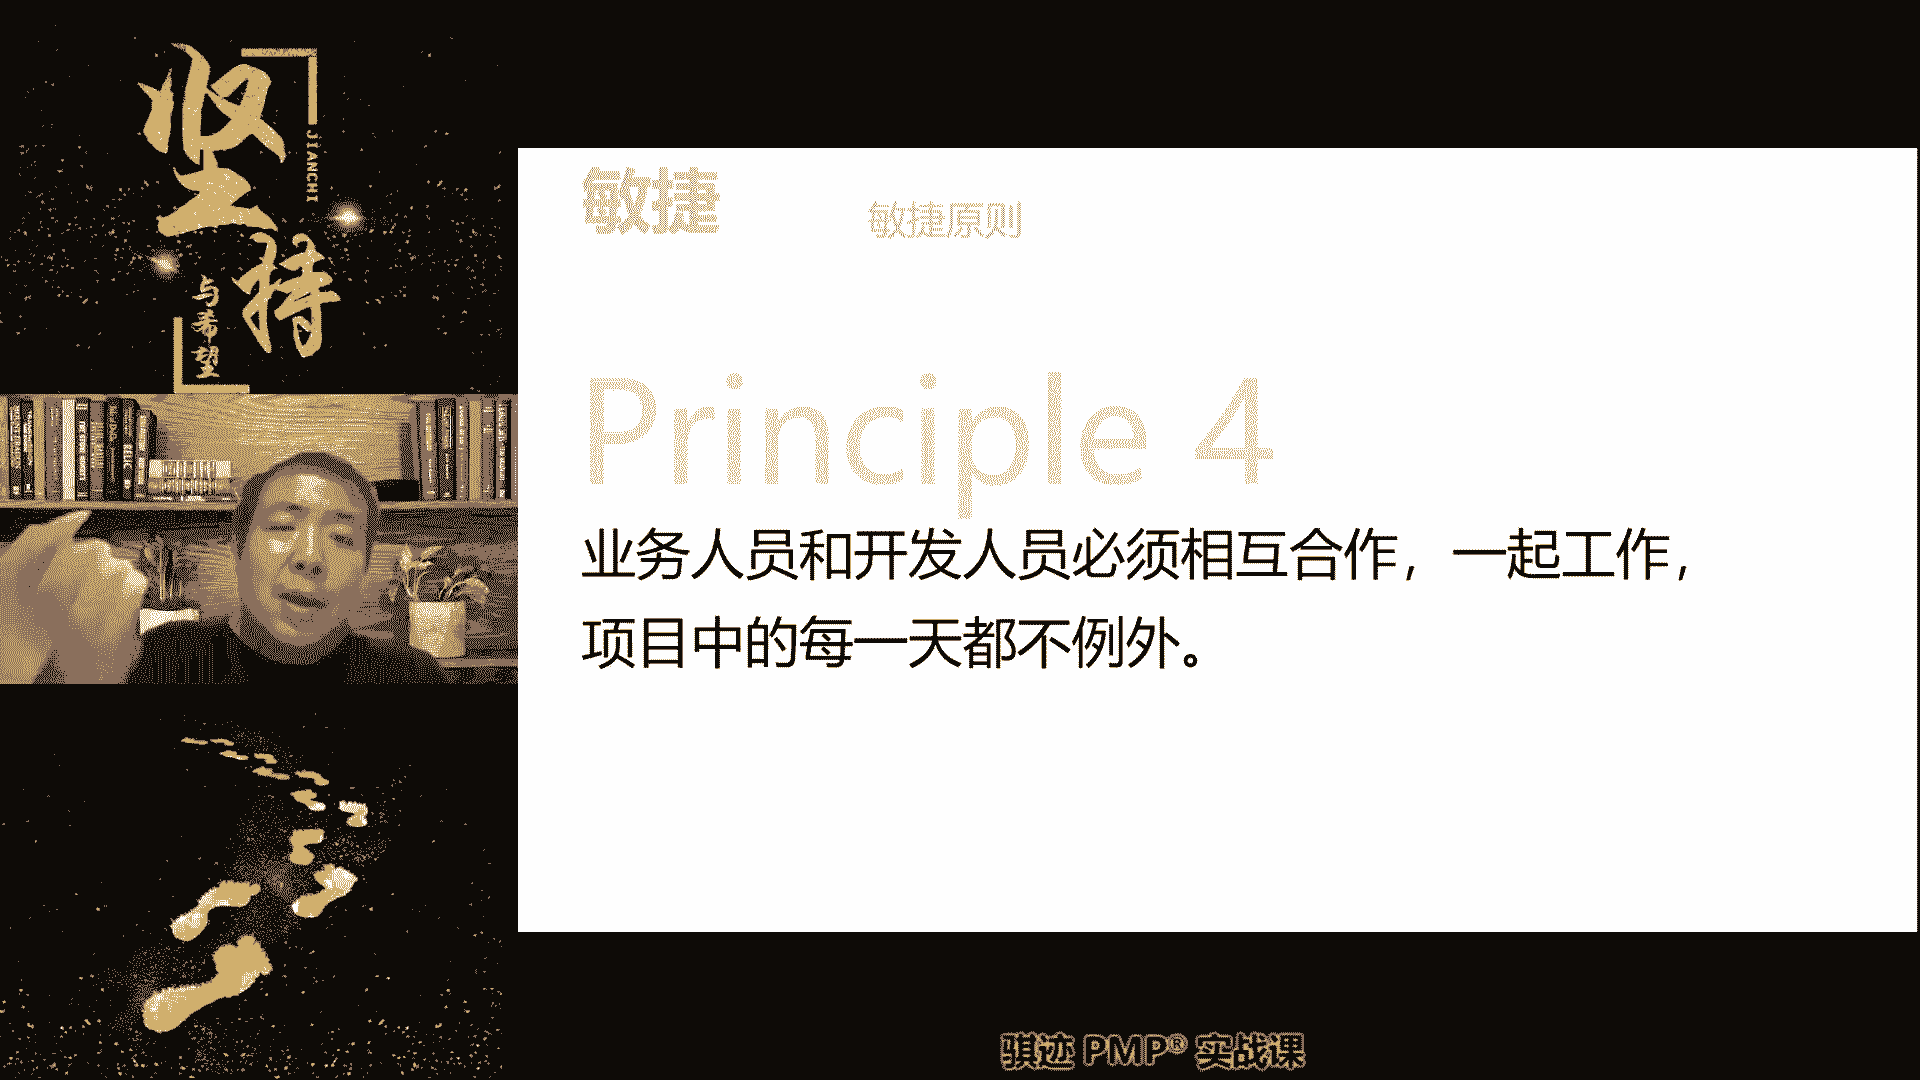 坚持
JIANCHI
与希望
敏捷
敏捷原则
Principle 4
业务人员和开发人员必须相互合作，一起工作，
项目中的每一天都不例外。
骐迹 PMP® 实战课